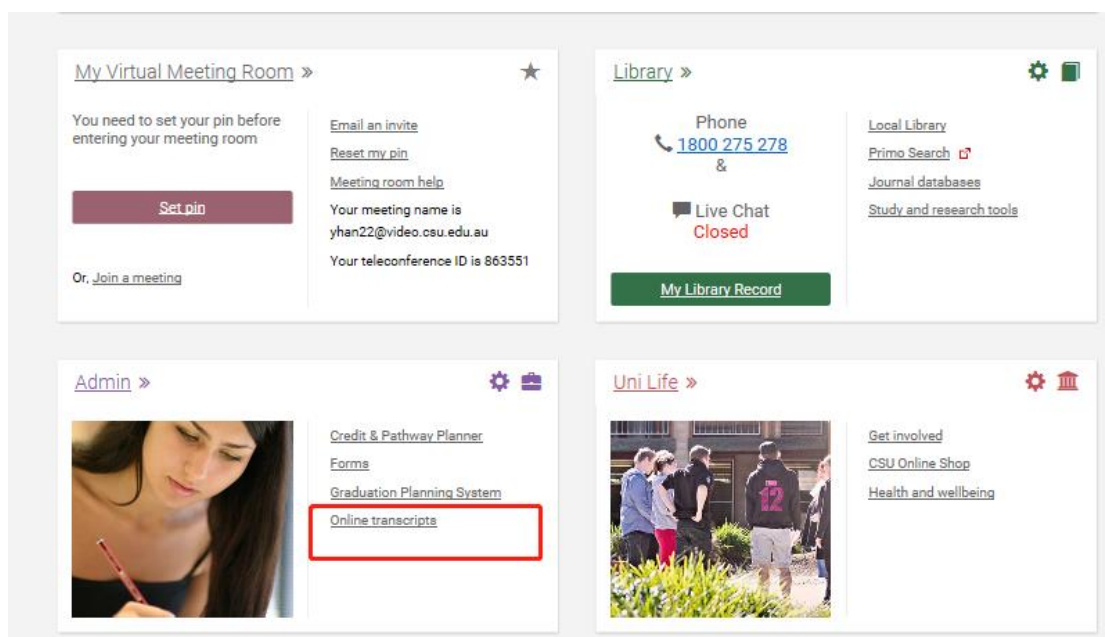 My Virtual Meeting Room »
You need to set your pin before
entering your meeting room
Set pin
Or, Join a meeting
Email an invite
Reset my pin
Meeting room help
Your meeting name is
yhan22@video.csu.edu.au
Your teleconference ID is 863551
Library »
Phone
1800 275 278
&
Live Chat
Closed
My Library Record
Local Library
Primo Search
Journal databases
Study and research tools
Admin »
Credit & Pathway Planner
Forms
Graduation Planning System
Online transcripts
Uni Life »
12
Get involved
CSU Online Shop
Health and wellbeing